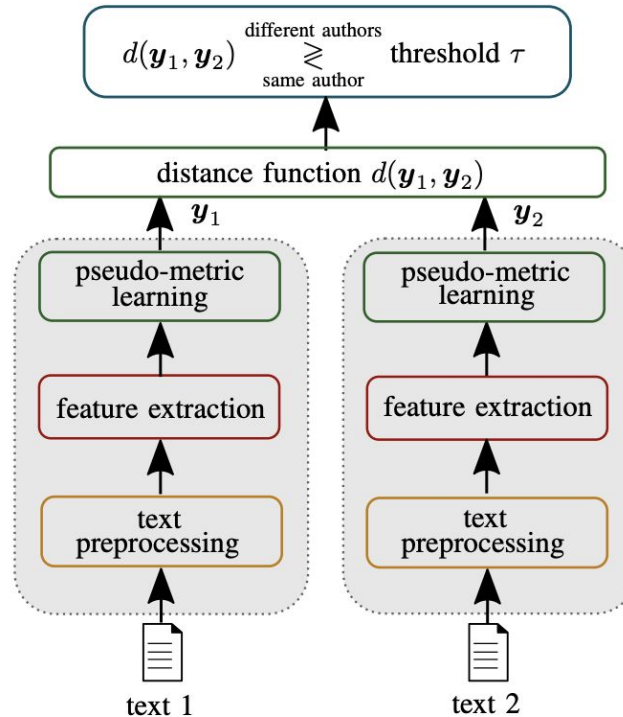 different authors
d(y₁, y₂) ≷ threshold τ
same author
distance function d(y₁, y₂)
y₁ y₂
pseudo-metric
learning
pseudo-metric
learning
feature extraction
feature extraction
text
preprocessing
text
preprocessing
text 1
text 2